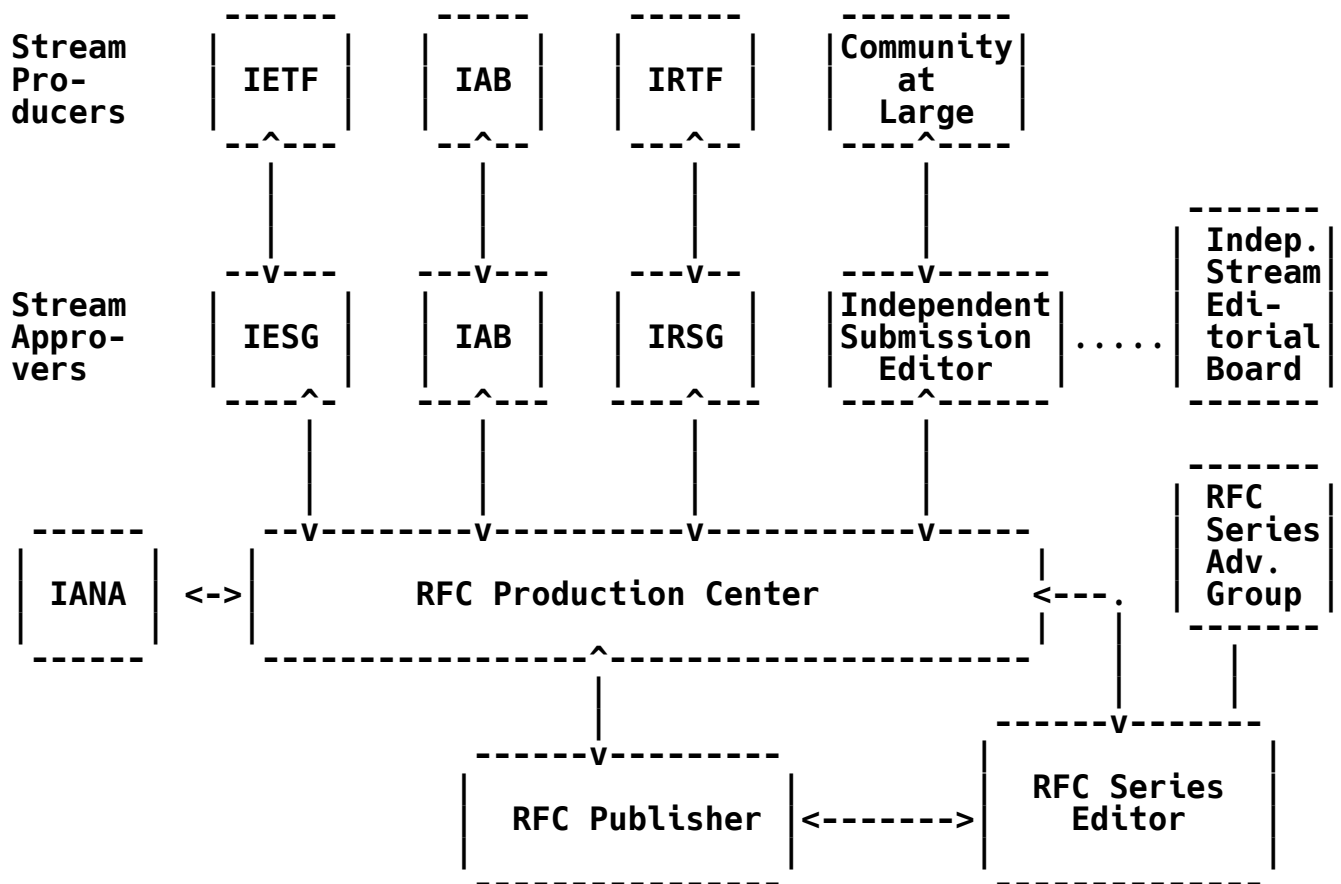 Stream
Pro-
ducers
IETF
IAB
IRTF
Community
at
Large
Stream
Appro-
vers
IESG
IAB
IRSG
Independent
Submission
Editor
.....
Indep.
Stream
Edi-
torial
Board
RFC
Series
Adv.
Group
IANA
<->
RFC Production Center
<---.
RFC Publisher
<------->
RFC Series
Editor